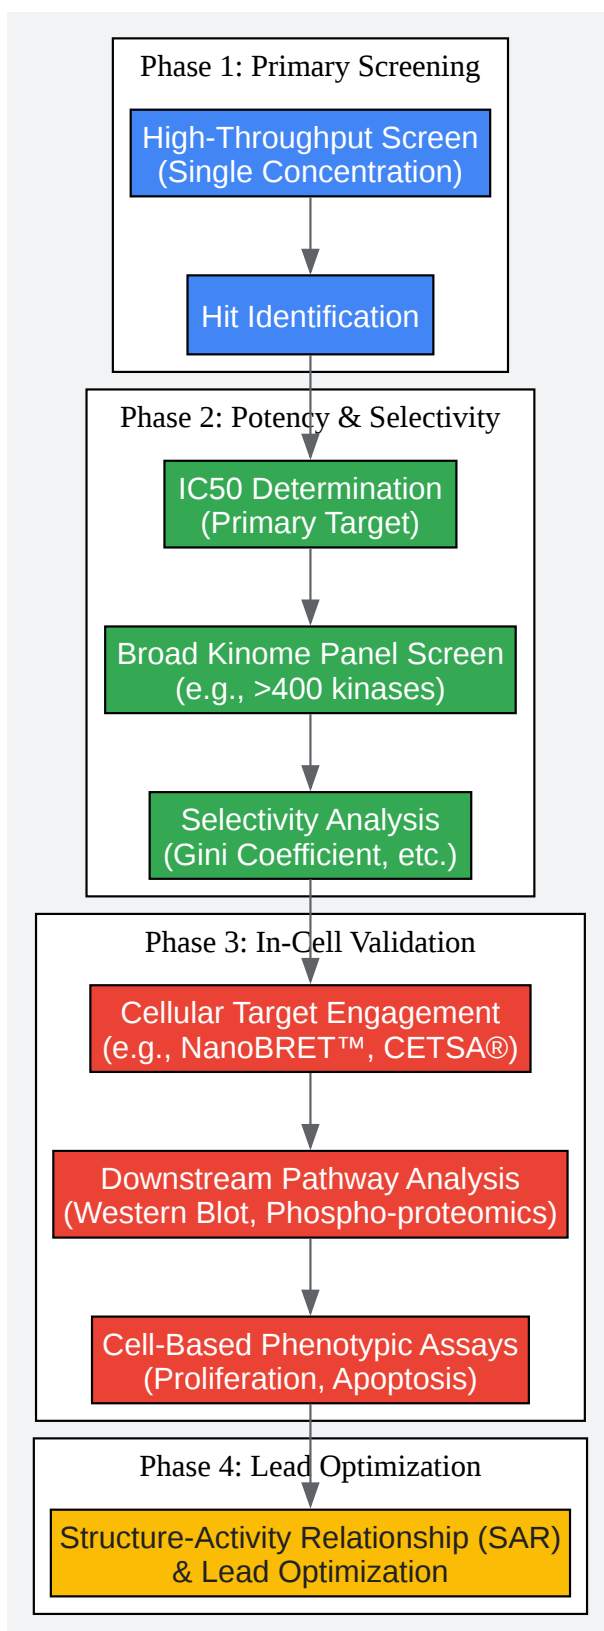 Phase 1: Primary Screening
High-Throughput Screen
(Single Concentration)
Hit Identification
Phase 2: Potency & Selectivity
IC50 Determination
(Primary Target)
Broad Kinome Panel Screen
(e.g., >400 kinases)
Selectivity Analysis
(Gini Coefficient, etc.)
Phase 3: In-Cell Validation
Cellular Target Engagement
(e.g., NanoBRET™, CETSA®)
Downstream Pathway Analysis
(Western Blot, Phospho-proteomics)
Cell-Based Phenotypic Assays
(Proliferation, Apoptosis)
Phase 4: Lead Optimization
Structure-Activity Relationship (SAR)
& Lead Optimization